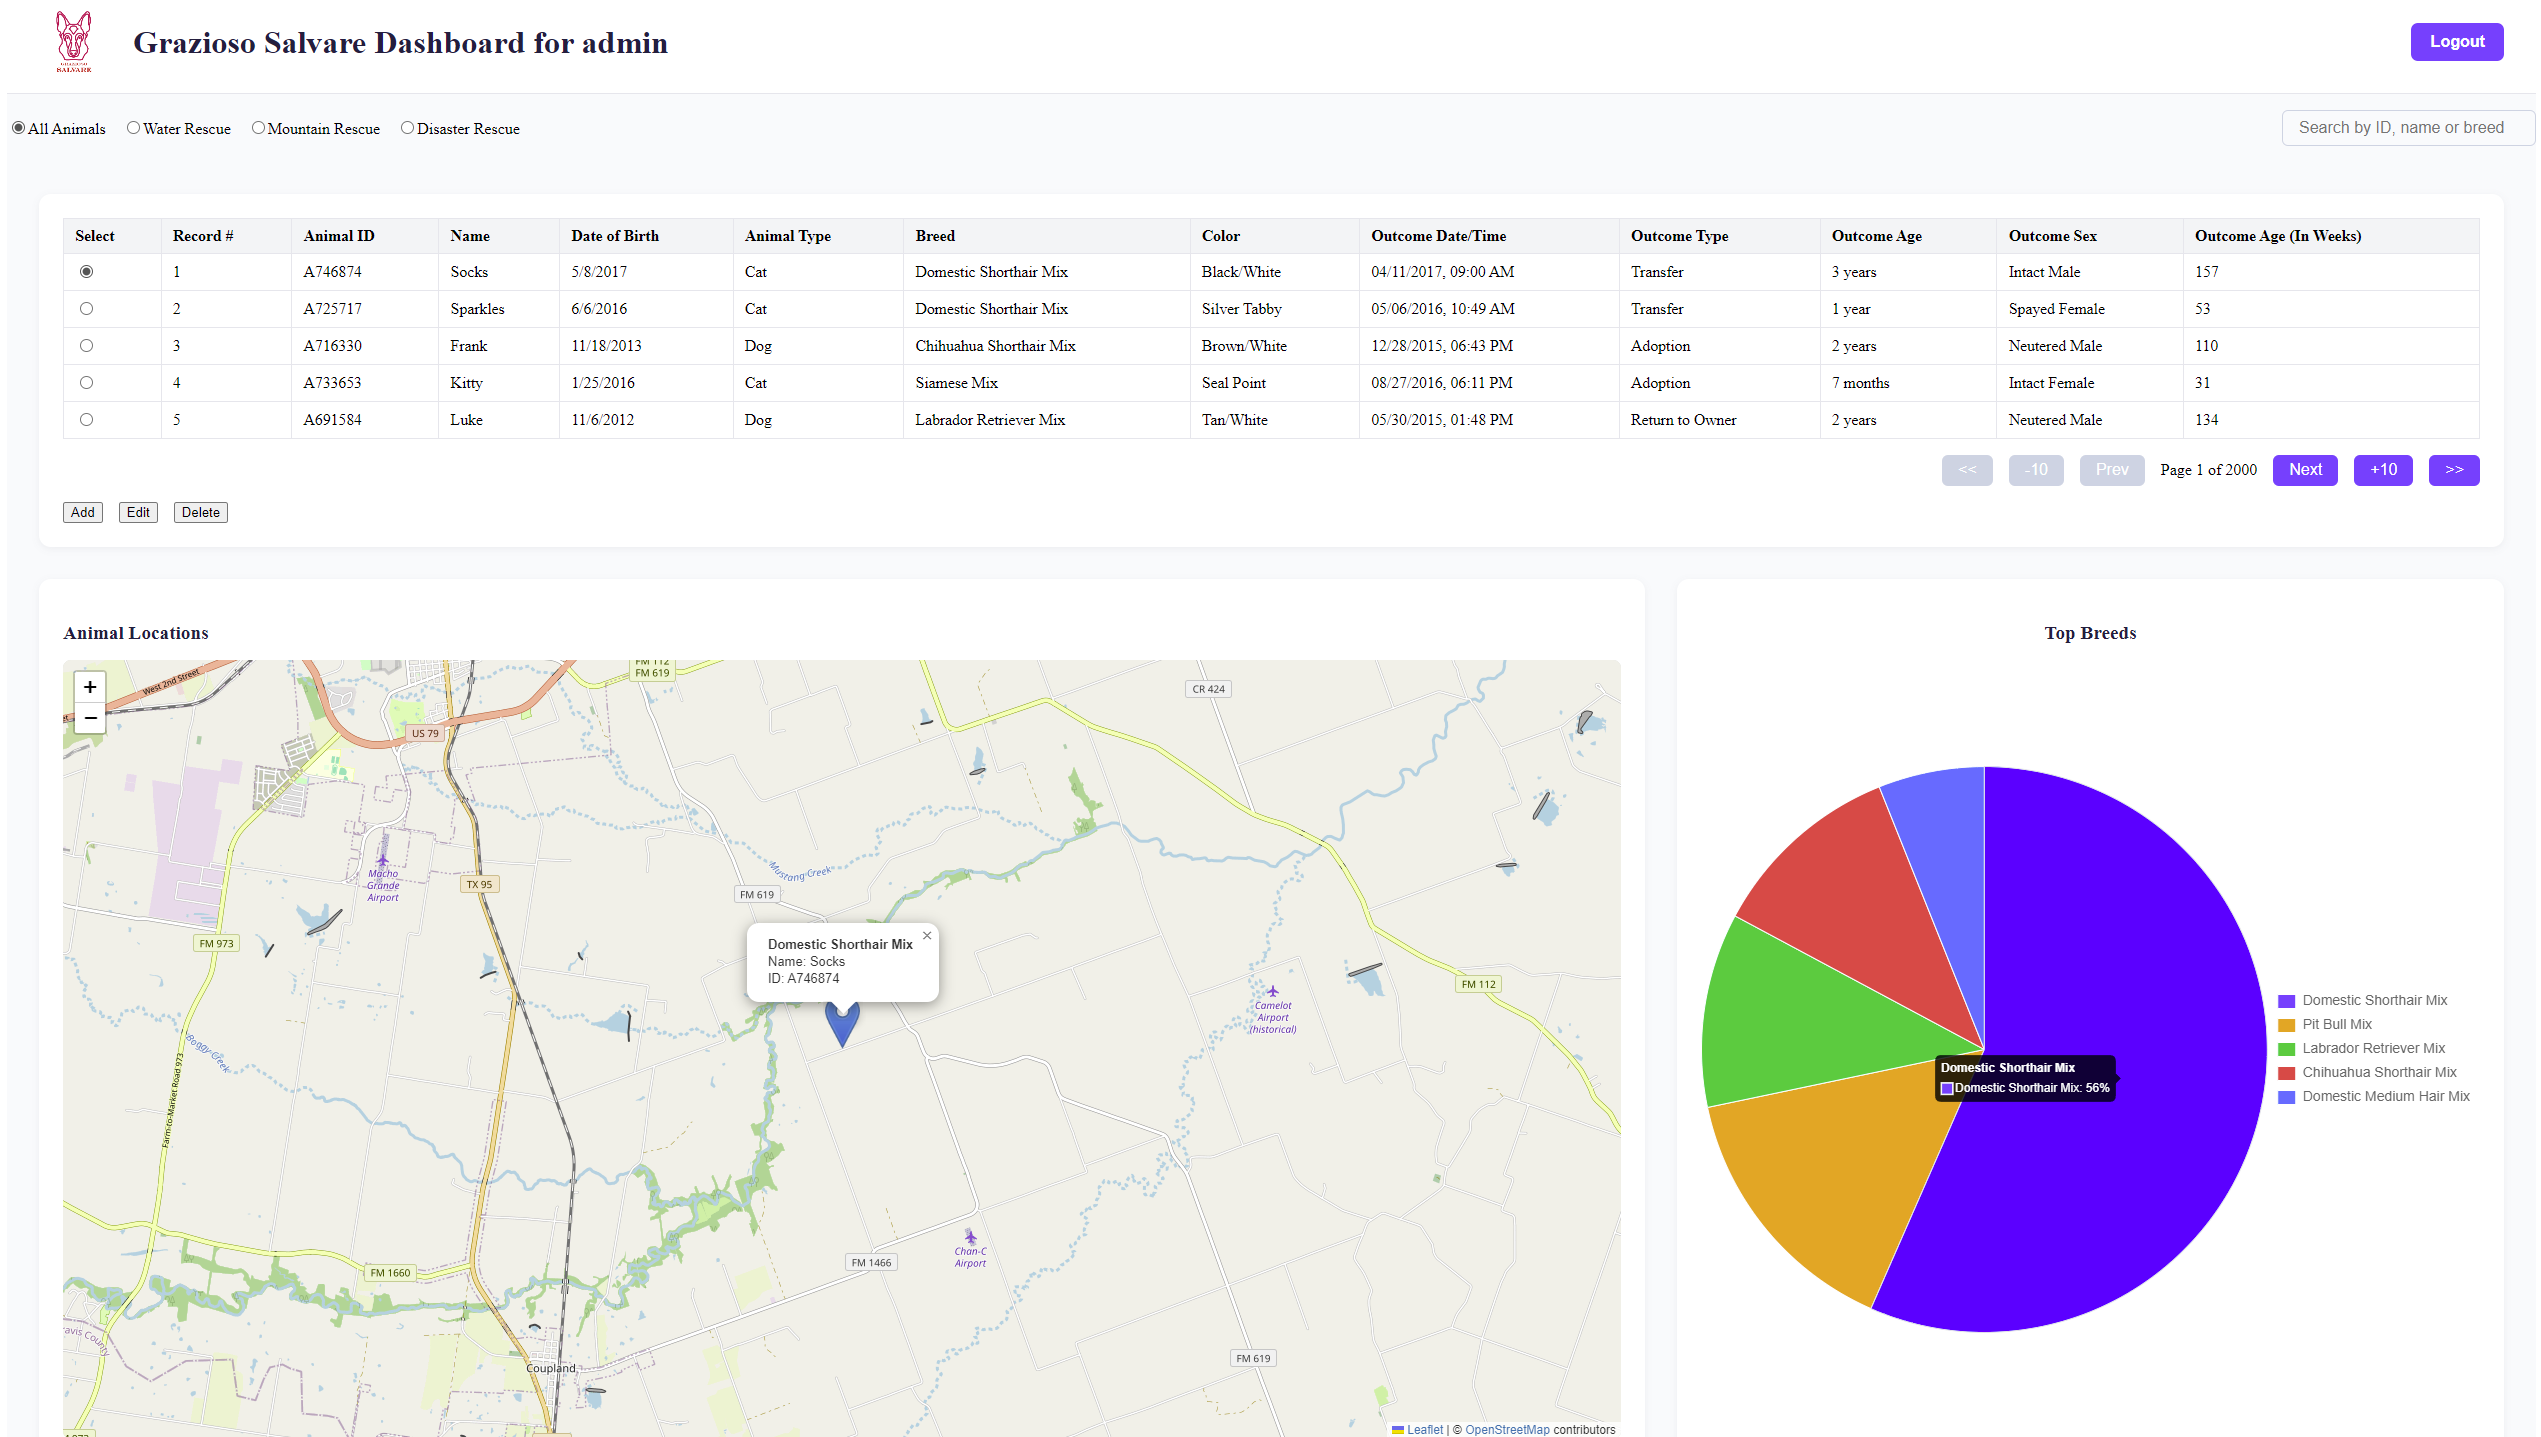 GRAZIOSO
SALVARE
Grazioso Salvare Dashboard for admin
Logout
All Animals Water Rescue Mountain Rescue Disaster Rescue
Search by ID, name or breed
Select Record # Animal ID Name Date of Birth Animal Type Breed Color Outcome Date/Time Outcome Type Outcome Age Outcome Sex Outcome Age (In Weeks)
1 A746874 Socks 5/8/2017 Cat Domestic Shorthair Mix Black/White 04/11/2017, 09:00 AM Transfer 3 years Intact Male 157
2 A725717 Sparkles 6/6/2016 Cat Domestic Shorthair Mix Silver Tabby 05/06/2016, 10:49 AM Transfer 1 year Spayed Female 53
3 A716330 Frank 11/18/2013 Dog Chihuahua Shorthair Mix Brown/White 12/28/2015, 06:43 PM Adoption 2 years Neutered Male 110
4 A733653 Kitty 1/25/2016 Cat Siamese Mix Seal Point 08/27/2016, 06:11 PM Adoption 7 months Intact Female 31
5 A691584 Luke 11/6/2012 Dog Labrador Retriever Mix Tan/White 05/30/2015, 01:48 PM Return to Owner 2 years Neutered Male 134
<< -10 Prev Page 1 of 2000 Next +10 >>
Add Edit Delete
Animal Locations
+
−
West 2nd Street
FM 112
FM 619
CR 424
US 79
Macho
Grande
Airport
TX 95
Mustang Creek
FM 619
FM 973
Domestic Shorthair Mix ×
Name: Socks
ID: A746874
FM 112
Camelot
Airport
(historical)
Boggy Creek
Farm-to-Market Road 973
Chan-C
Airport
FM 1466
FM 1660
Travis County
Coupland
FM 619
Leaflet | © OpenStreetMap contributors
Top Breeds
Domestic Shorthair Mix
Domestic Shorthair Mix: 56%
Domestic Shorthair Mix
Pit Bull Mix
Labrador Retriever Mix
Chihuahua Shorthair Mix
Domestic Medium Hair Mix